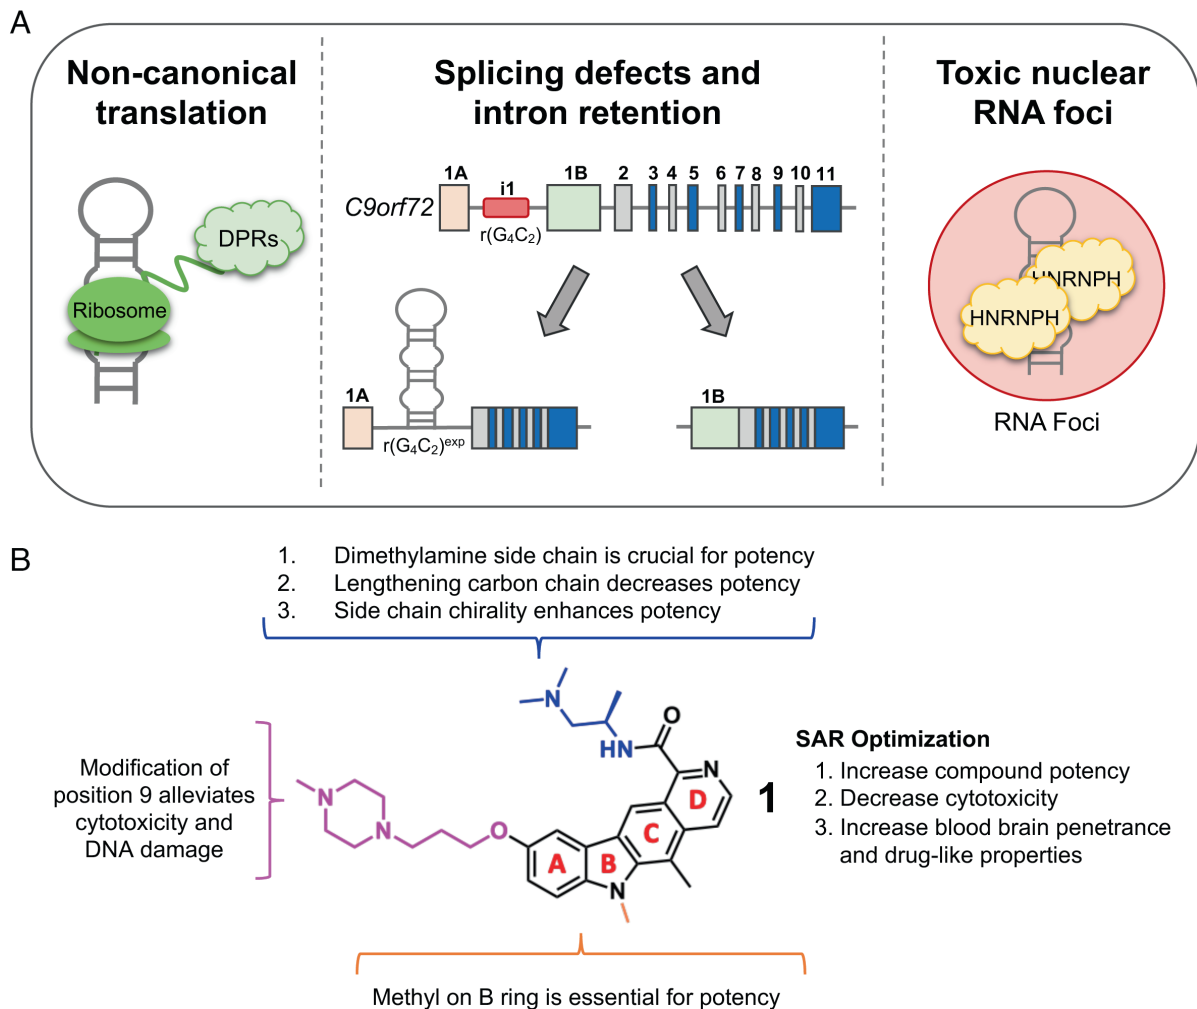 A
Non-canonical
translation
DPRs
Ribosome
Splicing defects and
intron retention
1A i1 1B 2 3 4 5 6 7 8 9 10 11
C9orf72
r(G₄C₂)
1A
r(G₄C₂)ᵉˣᵖ
1B
Toxic nuclear
RNA foci
HNRNPH
HNRNPH
RNA Foci
B
1. Dimethylamine side chain is crucial for potency
2. Lengthening carbon chain decreases potency
3. Side chain chirality enhances potency
Modification of
position 9 alleviates
cytotoxicity and
DNA damage
N
HN
O
N
N
N
O
A
B
C
D
N
1
SAR Optimization
1. Increase compound potency
2. Decrease cytotoxicity
3. Increase blood brain penetrance
and drug-like properties
Methyl on B ring is essential for potency